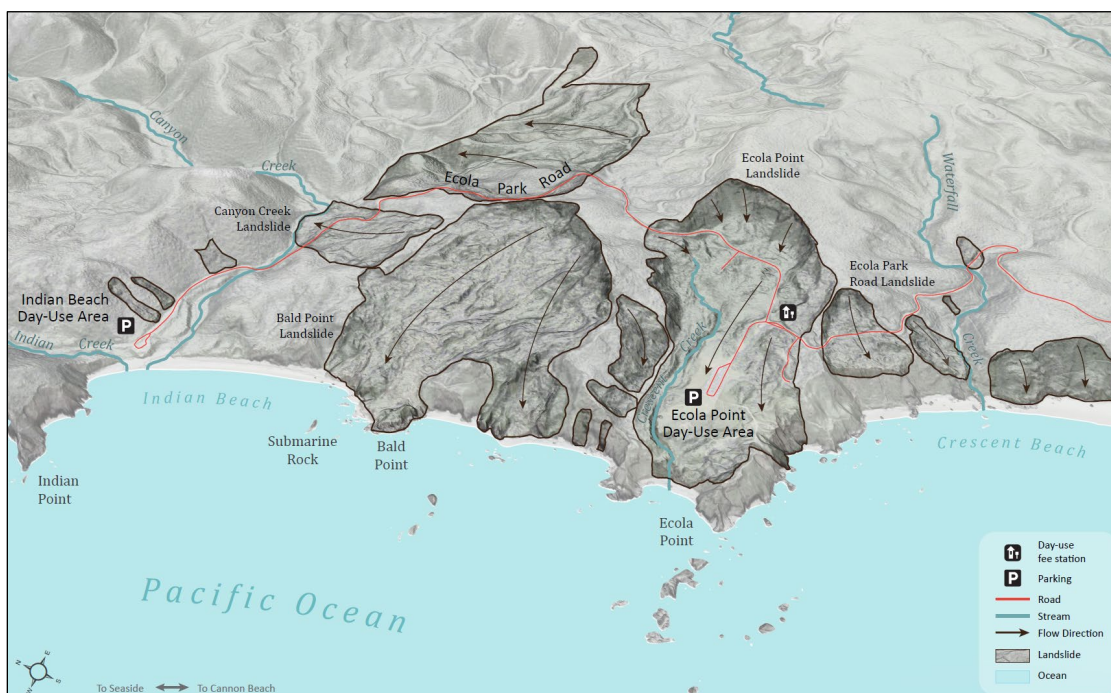 Canyon
Creek
Waterfall
Creek
Ecola Point
Landslide
Ecola Park Road
Canyon Creek
Landslide
Ecola Park
Road Landslide
Indian Beach
Day-Use Area
P
Bald Point
Landslide
Indian Creek
Creek
Indian Beach
Submarine
Rock
Bald
Point
P
Ecola Point
Day-Use Area
Crescent Beach
Indian
Point
Ecola
Point
Pacific Ocean
Day-use
fee station
P
Parking
Road
Stream
Flow Direction
Landslide
Ocean
N
E
S
W
To Seaside
To Cannon Beach